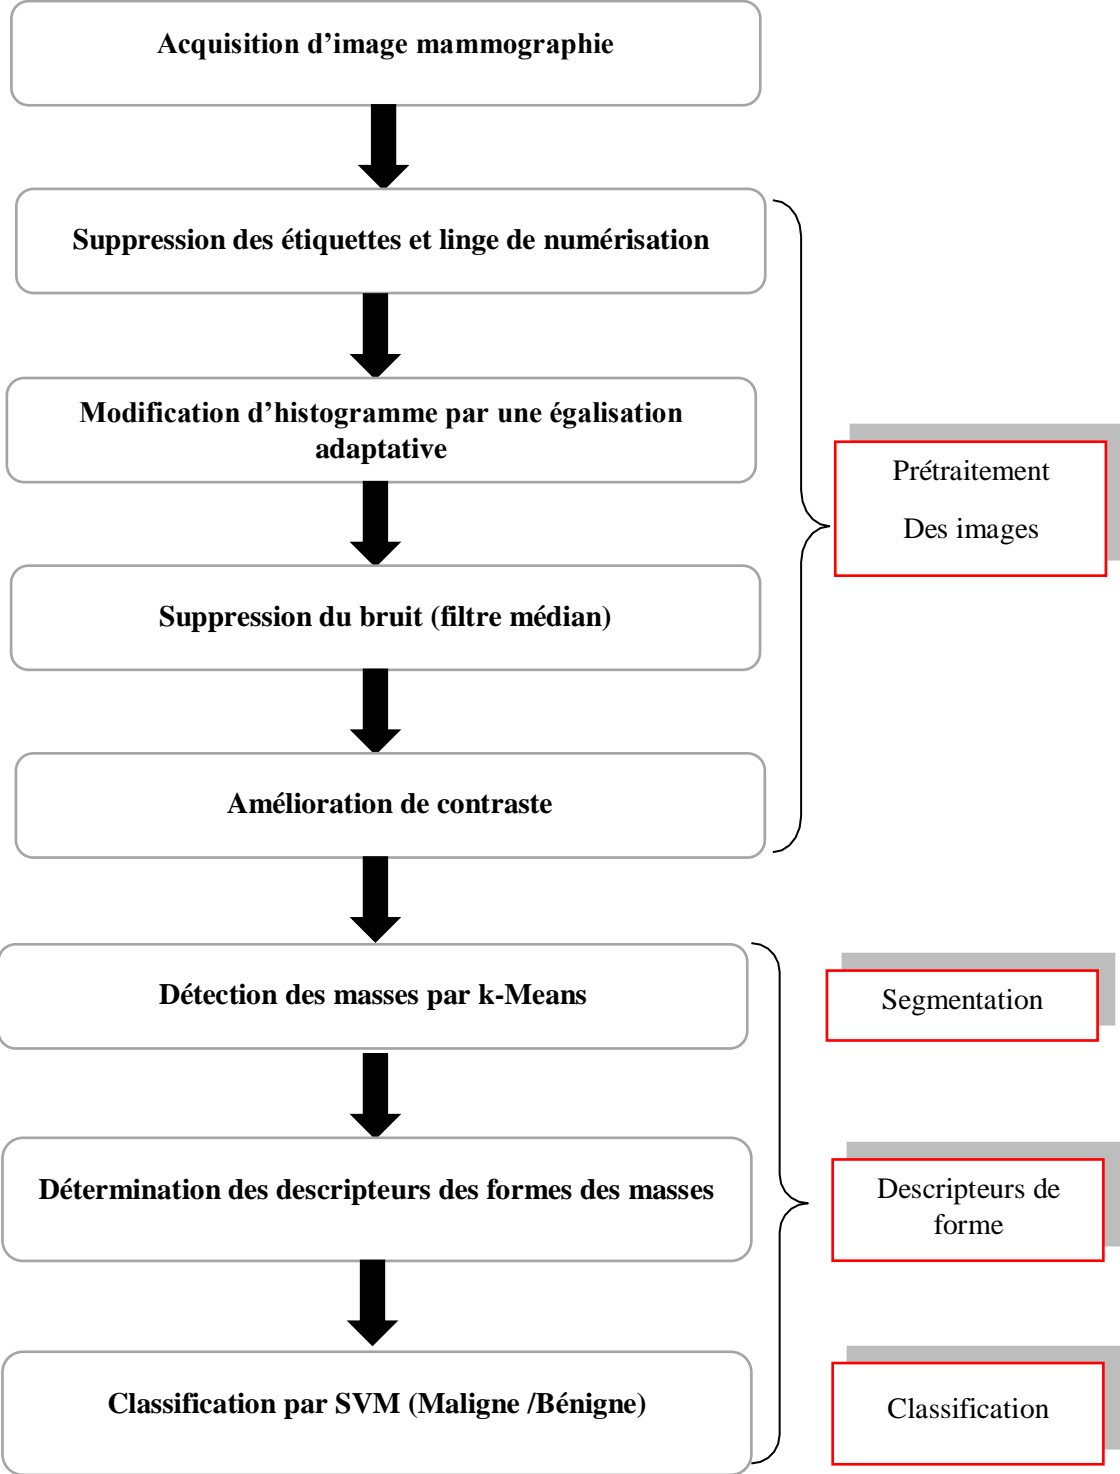 Acquisition d’image mammographie
Suppression des étiquettes et linge de numérisation
Modification d’histogramme par une égalisation
adaptative
Prétraitement
Des images
Suppression du bruit (filtre médian)
Amélioration de contraste
Détection des masses par k-Means
Segmentation
Détermination des descripteurs des formes des masses
Descripteurs de
forme
Classification par SVM (Maligne /Bénigne)
Classification